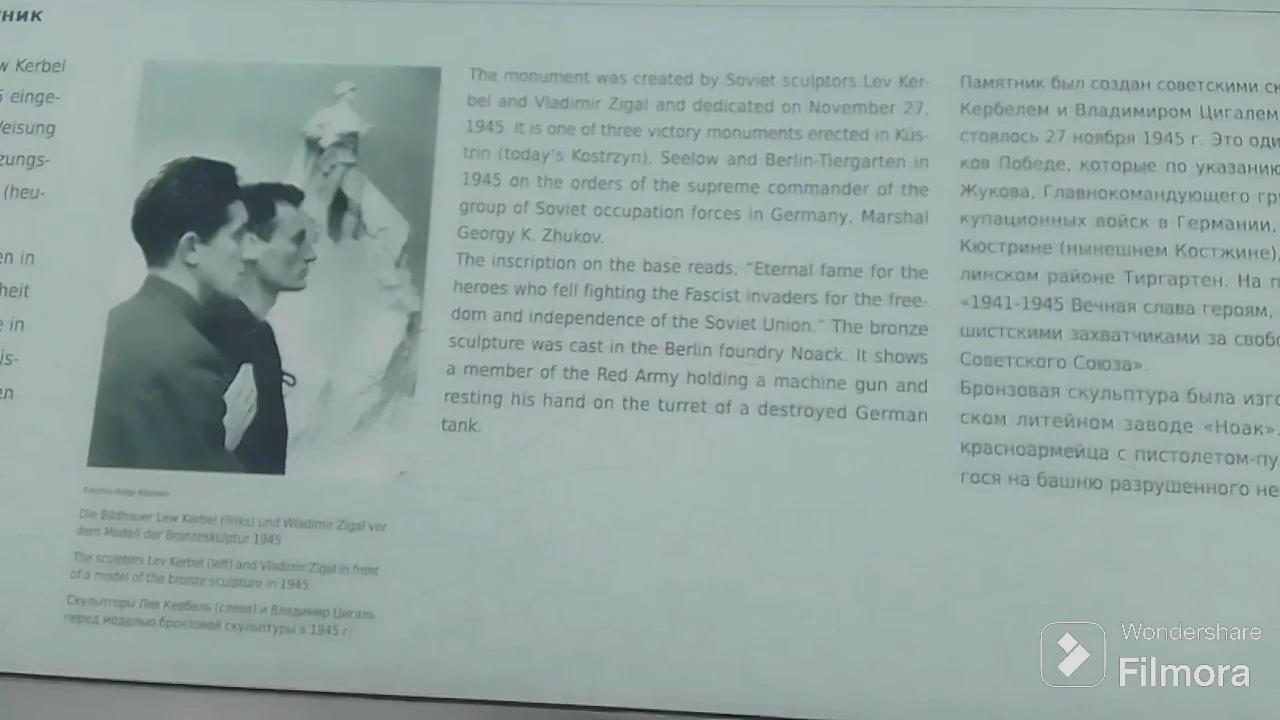 ник
w Kerbel
5 einge-
Weisung
zungs-
(heu-
en in
heit
e in
is-
en
The monument was created by Soviet sculptors Lev Ker-
bel and Vladimir Zigal and dedicated on November 27,
1945. It is one of three victory monuments erected in Küs-
trin (today's Kostrzyn), Seelow and Berlin-Tiergarten in
1945 on the orders of the supreme commander of the
group of Soviet occupation forces in Germany, Marshal
Georgy K. Zhukov.
The inscription on the base reads, "Eternal fame for the
heroes who fell fighting the Fascist invaders for the free-
dom and independence of the Soviet Union." The bronze
sculpture was cast in the Berlin foundry Noack. It shows
a member of the Red Army holding a machine gun and
resting his hand on the turret of a destroyed German
tank.
Die Bildhauer Lew Kerbel (links) und Wladimir Zigal vor
dem Modell der Bronzeskulptur 1945
The sculptors Lev Kerbel (left) and Vladimir Zigal in front
of a model of the bronze sculpture in 1945
Скульпторы Лев Кербель (слева) и Владимир Цигаль
перед моделью бронзовой скульптуры в 1945 г.
Памятник был создан советскими ск
Кербелем и Владимиром Цигалем
стоялось 27 ноября 1945 г. Это оди
ков Победе, которые по указанию
Жукова, Главнокомандующего гр
купационных войск в Германии,
Кюстрине (нынешнем Костжине),
линском районе Тиргартен. На п
«1941-1945 Вечная слава героям,
шистскими захватчиками за свобо
Советского Союза».
Бронзовая скульптура была изго
ском литейном заводе «Ноак».
красноармейца с пистолетом-пу
гося на башню разрушенного не
Wondershare
Filmora